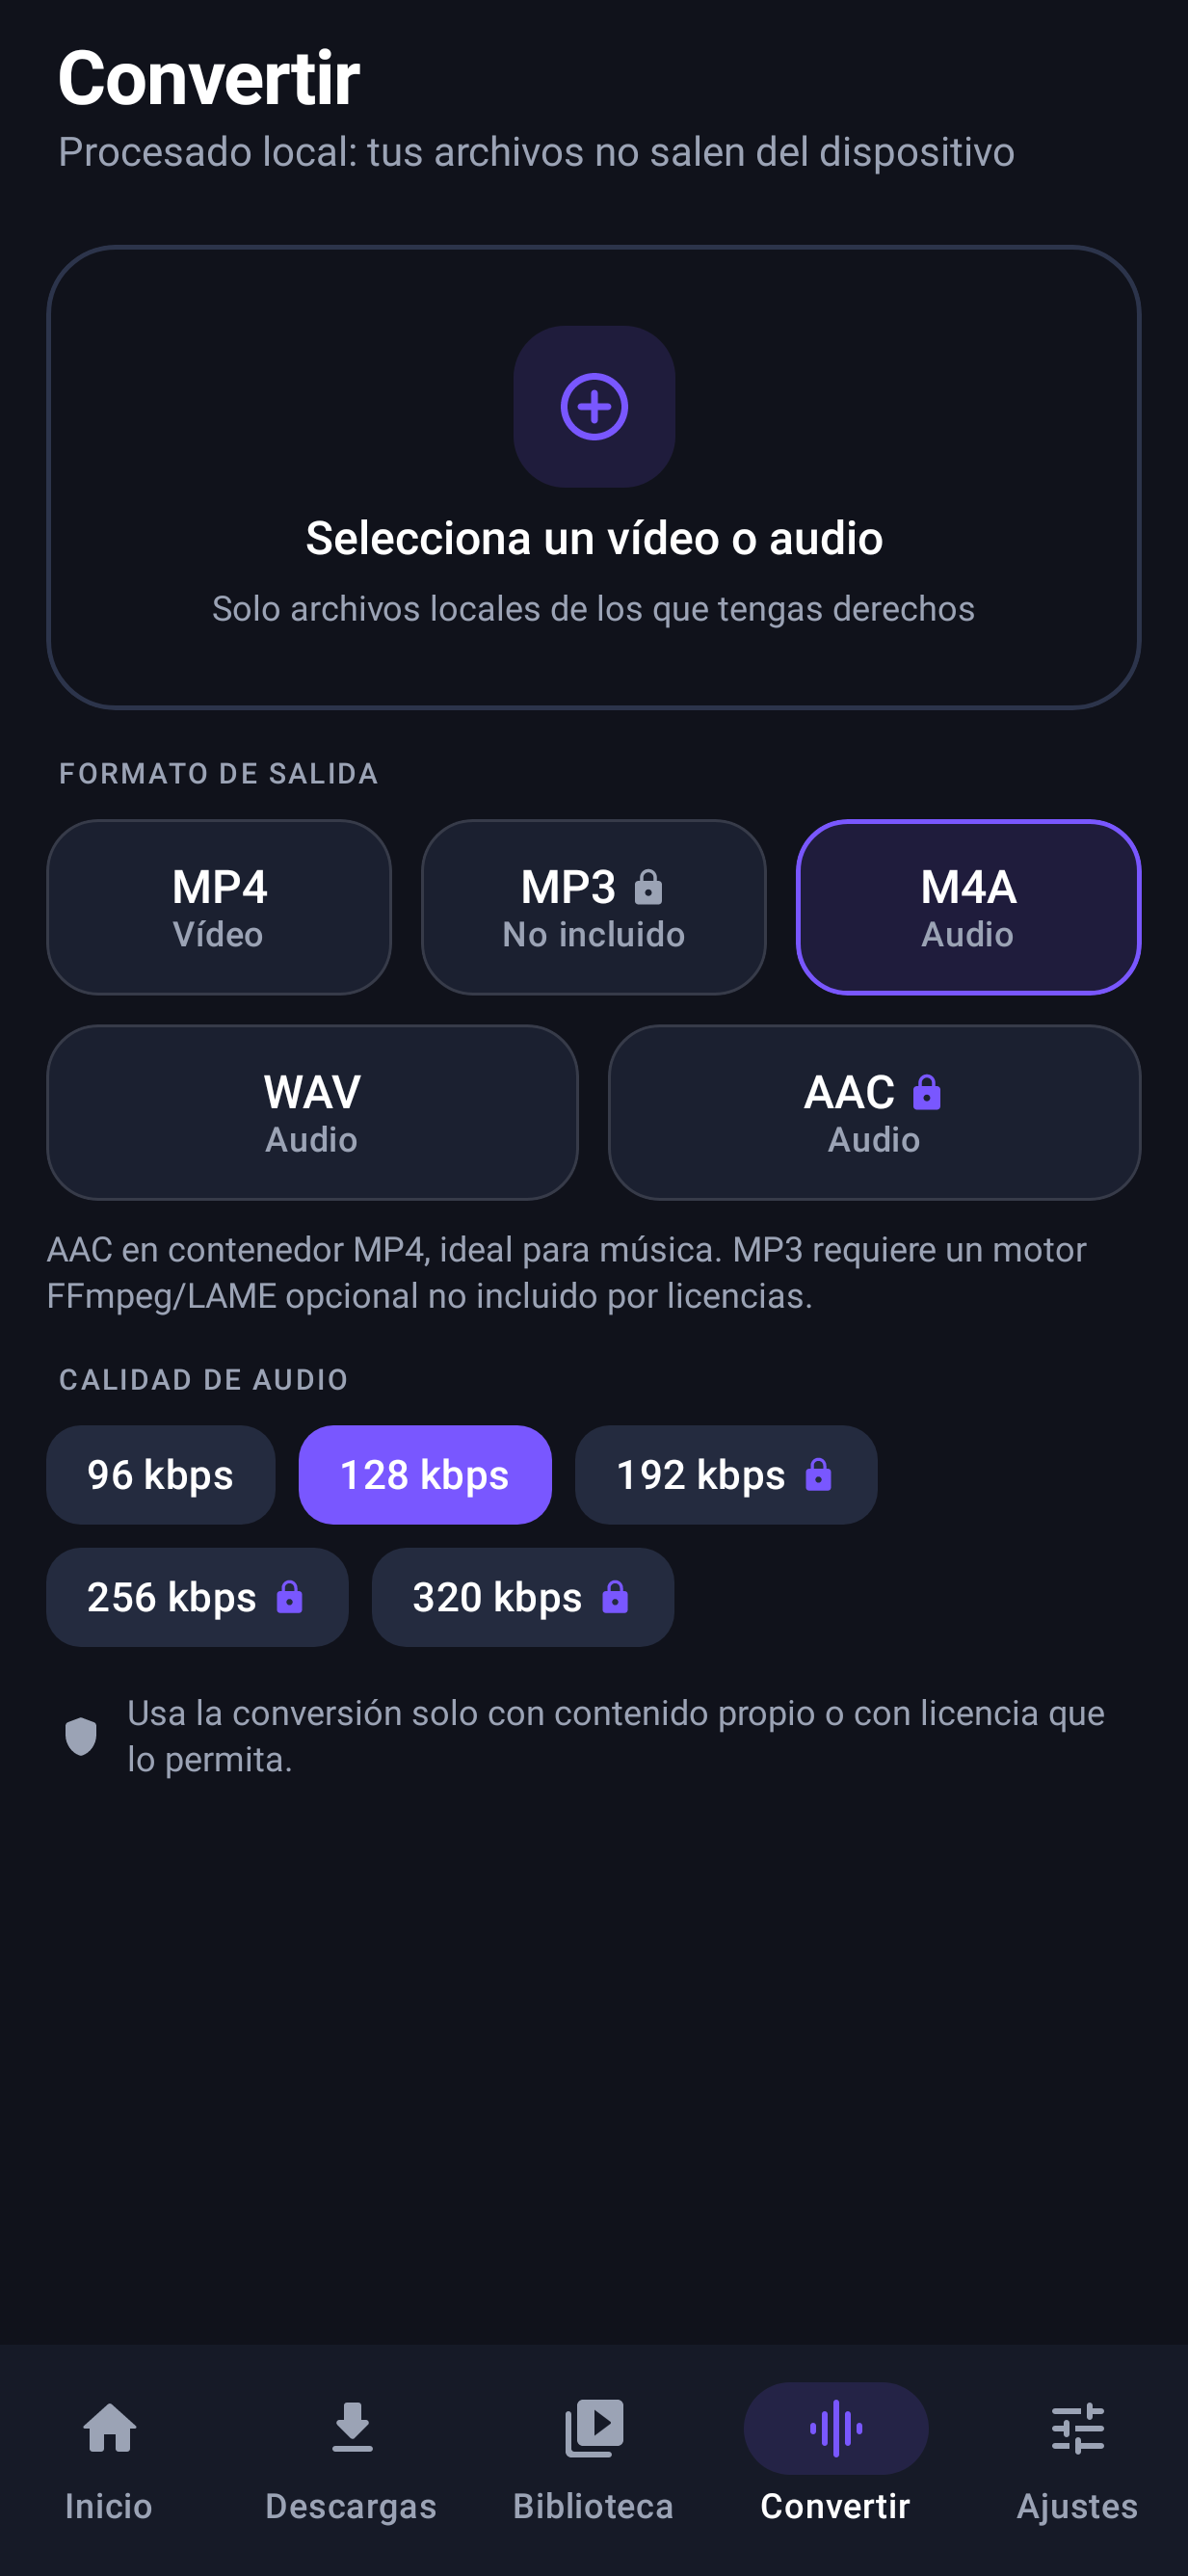 Convertir
Procesado local: tus archivos no salen del dispositivo
Selecciona un vídeo o audio
Solo archivos locales de los que tengas derechos
FORMATO DE SALIDA
MP4
Vídeo
MP3
No incluido
M4A
Audio
WAV
Audio
AAC
Audio
AAC en contenedor MP4, ideal para música. MP3 requiere un motor
FFmpeg/LAME opcional no incluido por licencias.
CALIDAD DE AUDIO
96 kbps
128 kbps
192 kbps
256 kbps
320 kbps
Usa la conversión solo con contenido propio o con licencia que
lo permita.
Inicio
Descargas
Biblioteca
Convertir
Ajustes